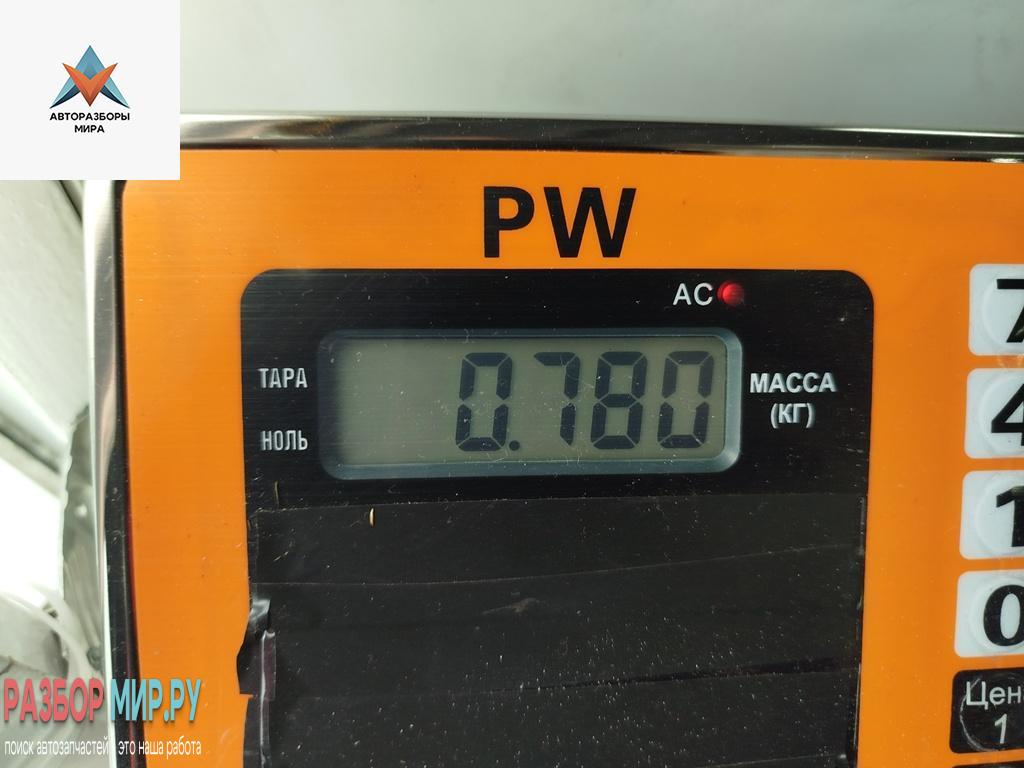 АВТОРАЗБОРЫ
МИРА
PW
AC
ТАРА
НОЛЬ
0.780
МАССА
(КГ)
7
4
1
0
1
РАЗБОР МИР.РУ
поиск автозапчастей - это наша работа